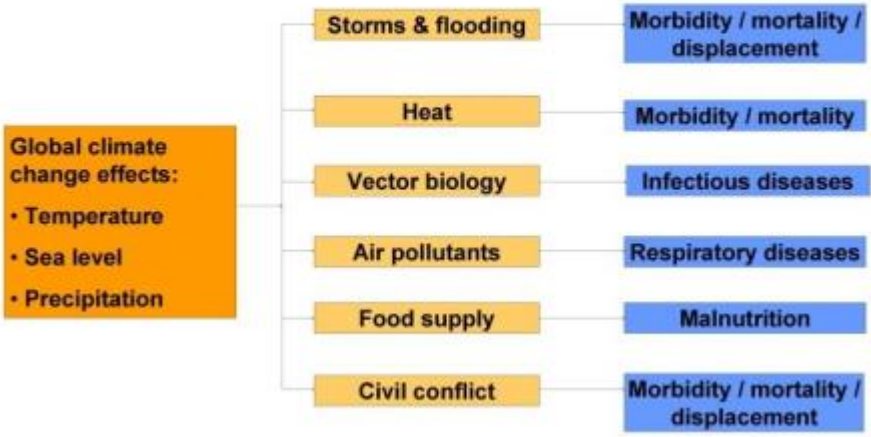 Global climate
change effects:
• Temperature
• Sea level
• Precipitation
Storms & flooding
Morbidity / mortality /
displacement
Heat
Morbidity / mortality
Vector biology
Infectious diseases
Air pollutants
Respiratory diseases
Food supply
Malnutrition
Civil conflict
Morbidity / mortality /
displacement